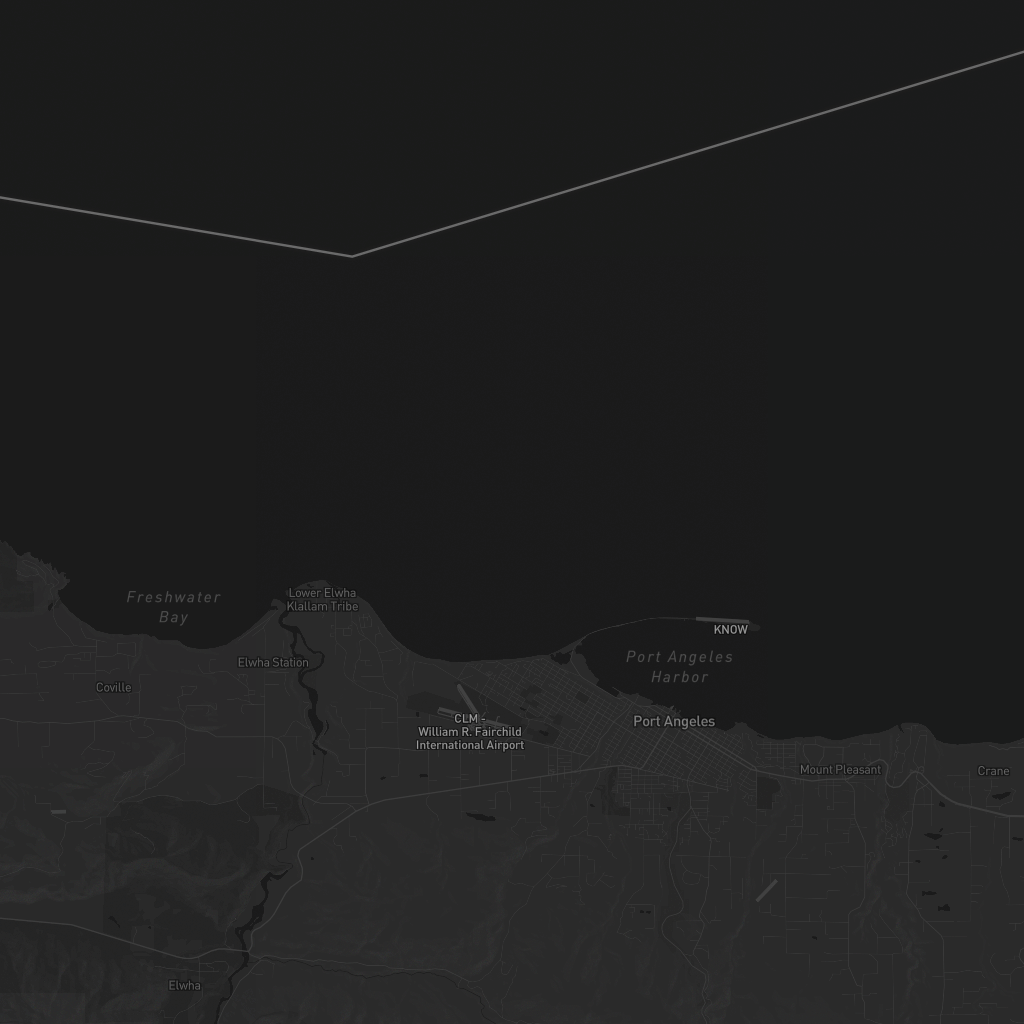 Freshwater
Bay
Lower Elwha
Klallam Tribe
KNOW
Elwha Station
Port Angeles
Harbor
Coville
CLM -
William R. Fairchild
International Airport
Port Angeles
Mount Pleasant
Crane
Elwha